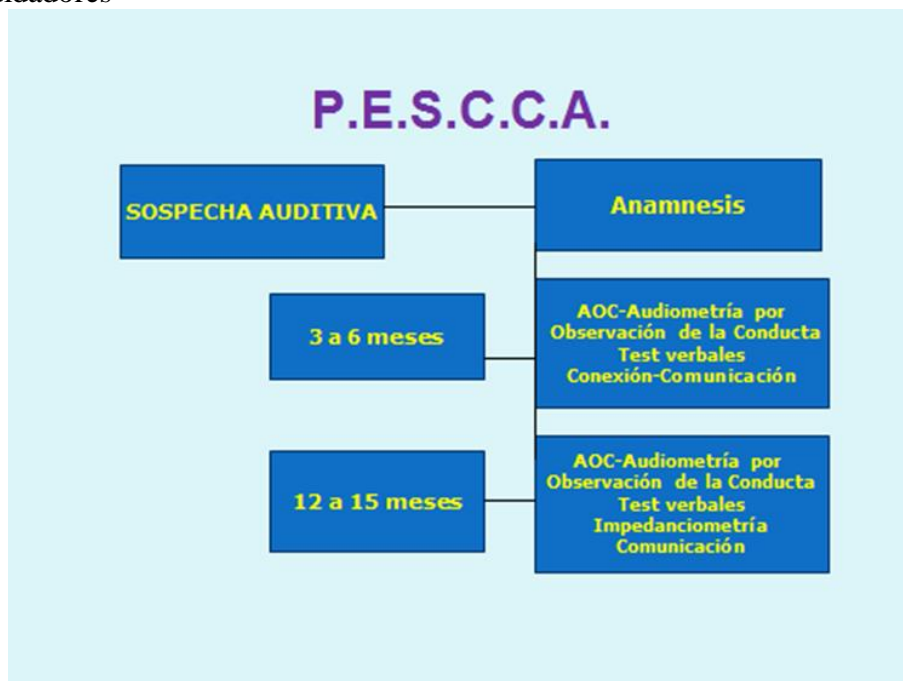 P.E.S.C.C.A.
SOSPECHA AUDITIVA
Anamnesis
3 a 6 meses
AOC-Audiometría por
Observación de la Conducta
Test verbales
Conexión-Comunicación
12 a 15 meses
AOC-Audiometría por
Observación de la Conducta
Test verbales
Impedanciometría
Comunicación